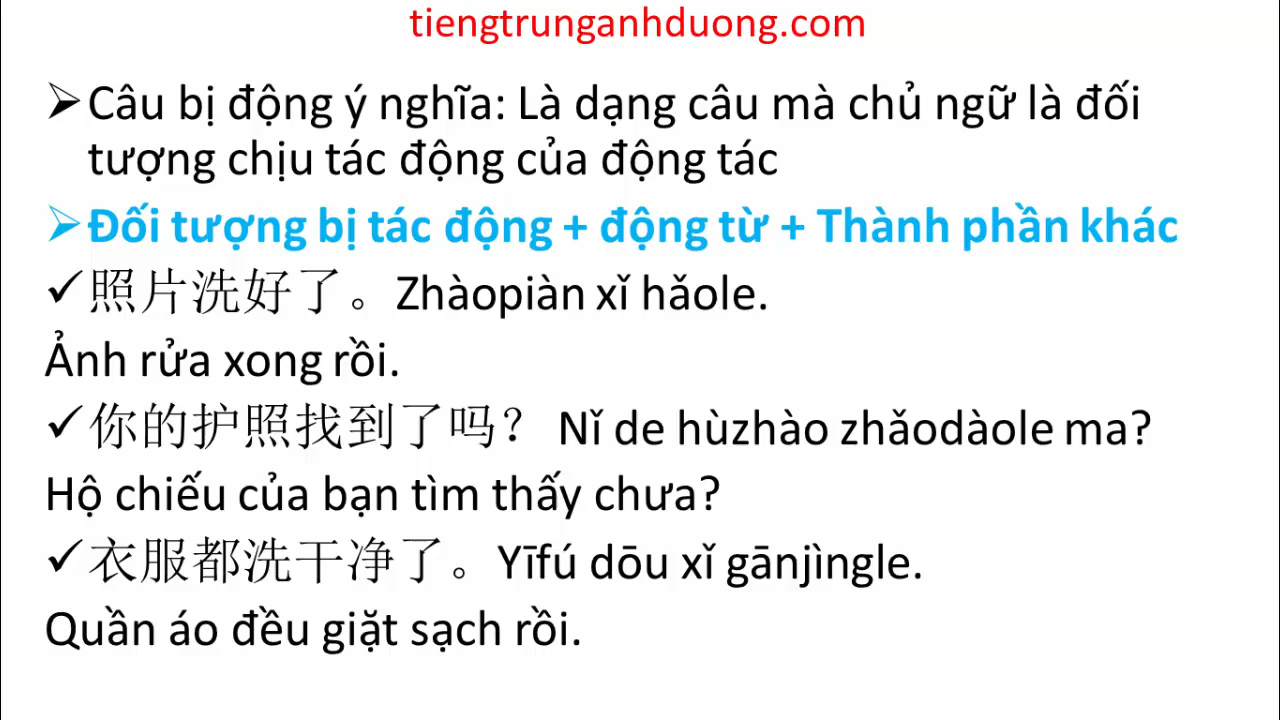 tiengtrunganhduong.com
➢Câu bị động ý nghĩa: Là dạng câu mà chủ ngữ là đối
tượng chịu tác động của động tác
➢Đối tượng bị tác động + động từ + Thành phần khác
✓照片洗好了。Zhàopiàn xǐ hǎole.
Ảnh rửa xong rồi.
✓你的护照找到了吗? Nǐ de hùzhào zhǎodàole ma?
Hộ chiếu của bạn tìm thấy chưa?
✓衣服都洗干净了。Yīfú dōu xǐ gānjìngle.
Quần áo đều giặt sạch rồi.